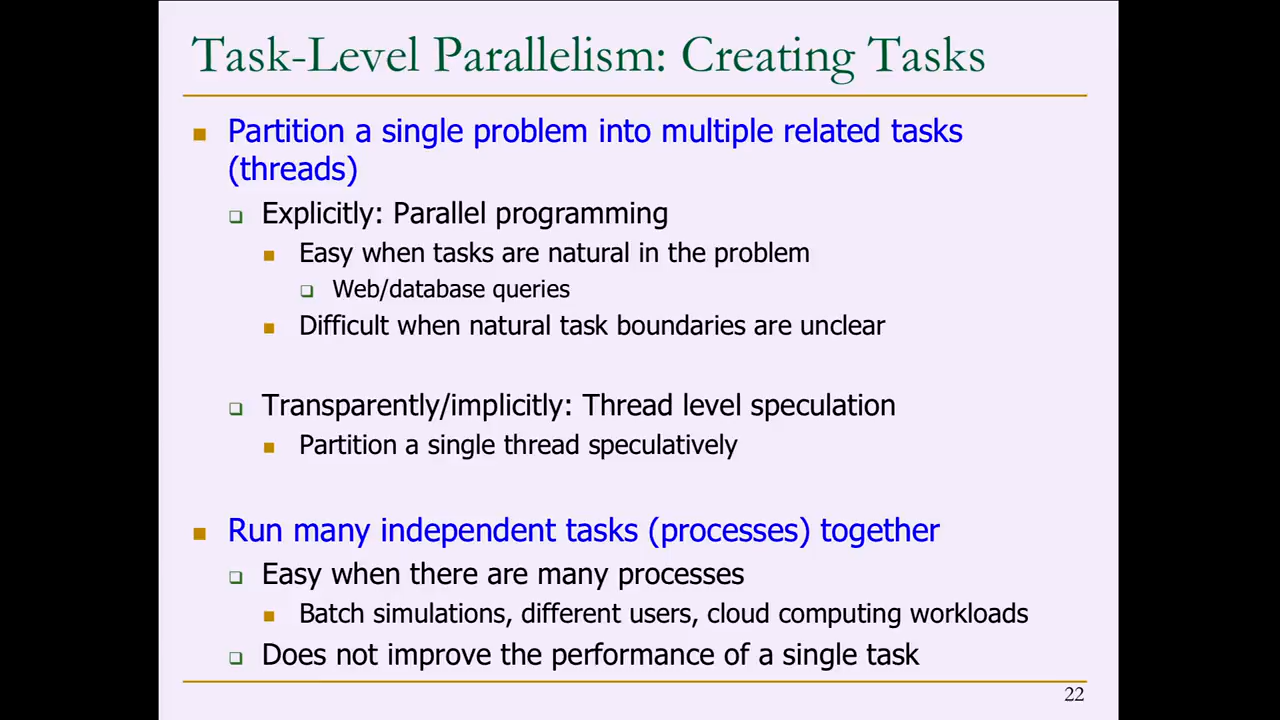 Task-Level Parallelism: Creating Tasks
Partition a single problem into multiple related tasks
(threads)
Explicitly: Parallel programming
Easy when tasks are natural in the problem
Web/database queries
Difficult when natural task boundaries are unclear
Transparently/implicitly: Thread level speculation
Partition a single thread speculatively
Run many independent tasks (processes) together
Easy when there are many processes
Batch simulations, different users, cloud computing workloads
Does not improve the performance of a single task
22